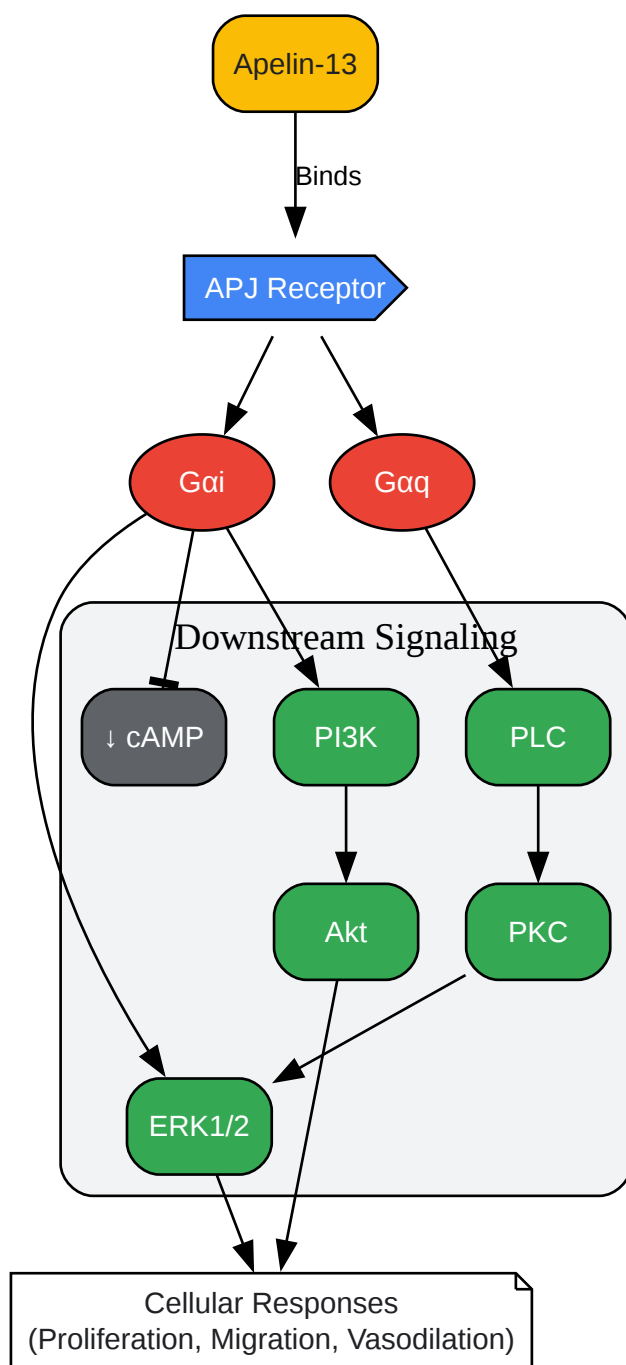 Apelin-13
Binds
APJ Receptor
Gαi
Gαq
Downstream Signaling
↓ cAMP
PI3K
PLC
Akt
PKC
ERK1/2
Cellular Responses
(Proliferation, Migration, Vasodilation)